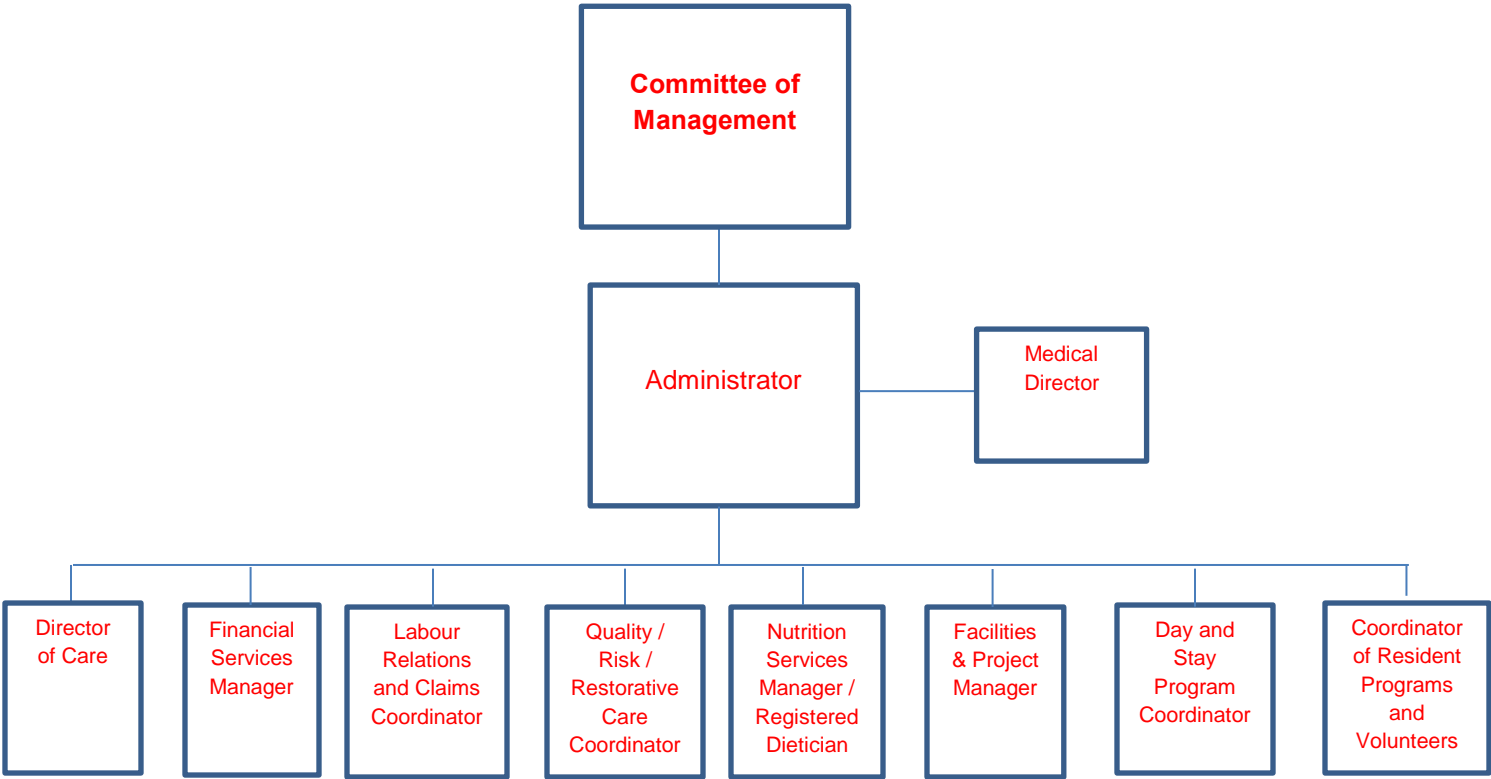 Committee of
Management
Administrator
Medical
Director
Director
of Care
Financial
Services
Manager
Labour
Relations
and Claims
Coordinator
Quality /
Risk /
Restorative
Care
Coordinator
Nutrition
Services
Manager /
Registered
Dietician
Facilities
& Project
Manager
Day and
Stay
Program
Coordinator
Coordinator
of Resident
Programs
and
Volunteers